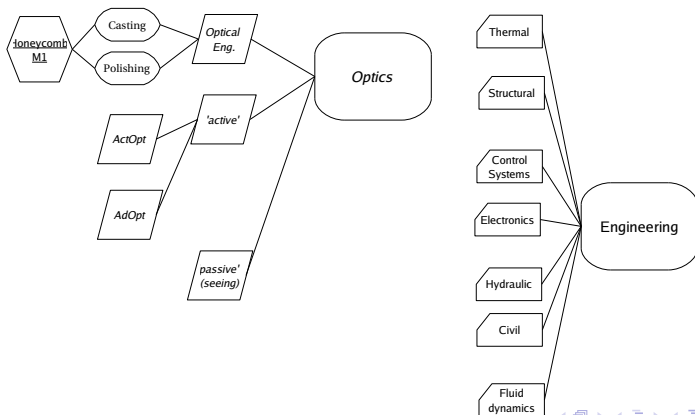 Honeycomb
M1
Casting
Polishing
Optical
Eng.
Optics
'active'
ActOpt
AdOpt
passive'
(seeing)
Thermal
Structural
Control
Systems
Electronics
Engineering
Hydraulic
Civil
Fluid
dynamics